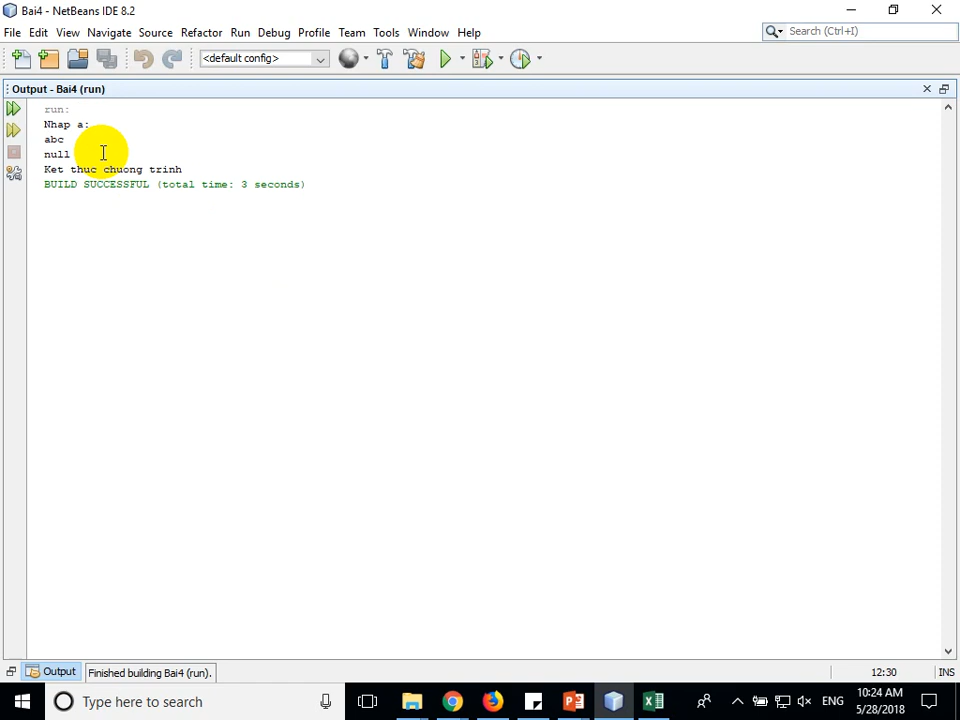 Bai4 - NetBeans IDE 8.2
File Edit View Navigate Source Refactor Run Debug Profile Team Tools Window Help
Search (Ctrl+I)
<default config>
Output - Bai4 (run)
run:
Nhap a:
abc
null
Ket thuc chuong trinh
BUILD SUCCESSFUL (total time: 3 seconds)
Output
Finished building Bai4 (run).
12:30
INS
Type here to search
ENG
10:24 AM
5/28/2018